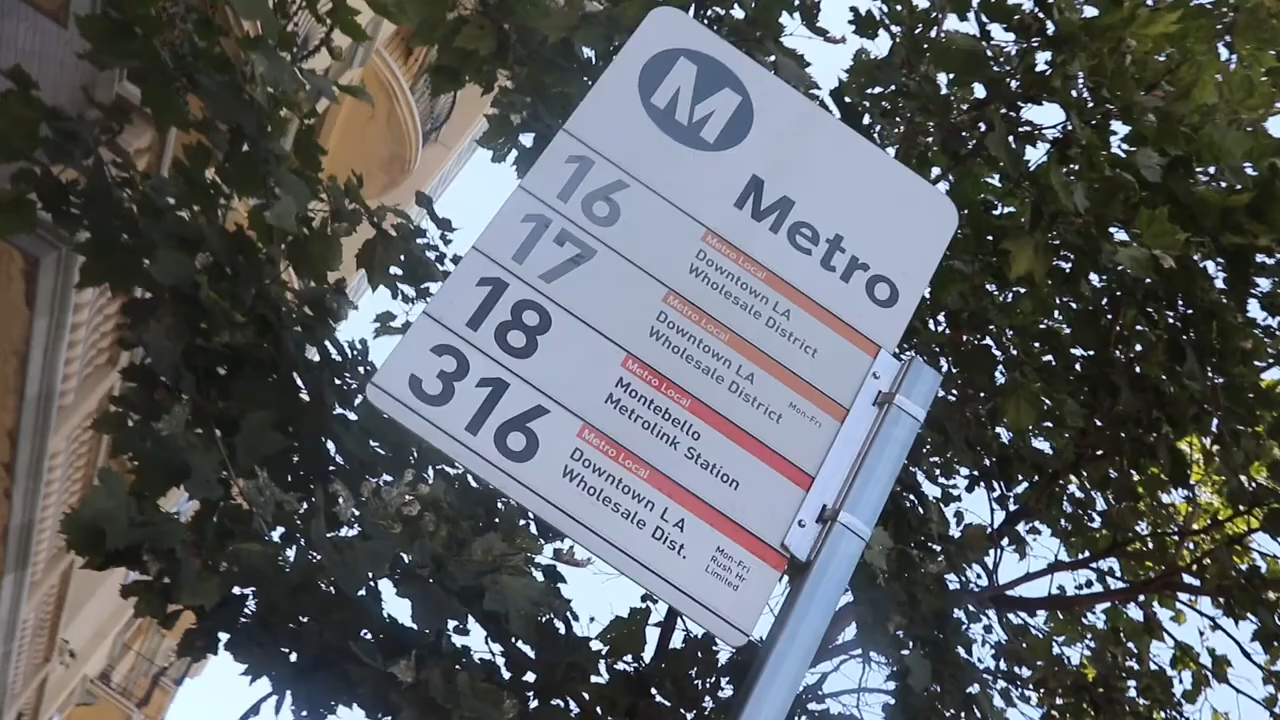 M
Metro
16
Metro Local
Downtown LA
Wholesale District
17
Metro Local
Downtown LA
Wholesale District
Mon-Fri
18
Metro Local
Montebello
Metrolink Station
316
Metro Local
Downtown LA
Wholesale Dist.
Mon-Fri
Rush Hr
Limited